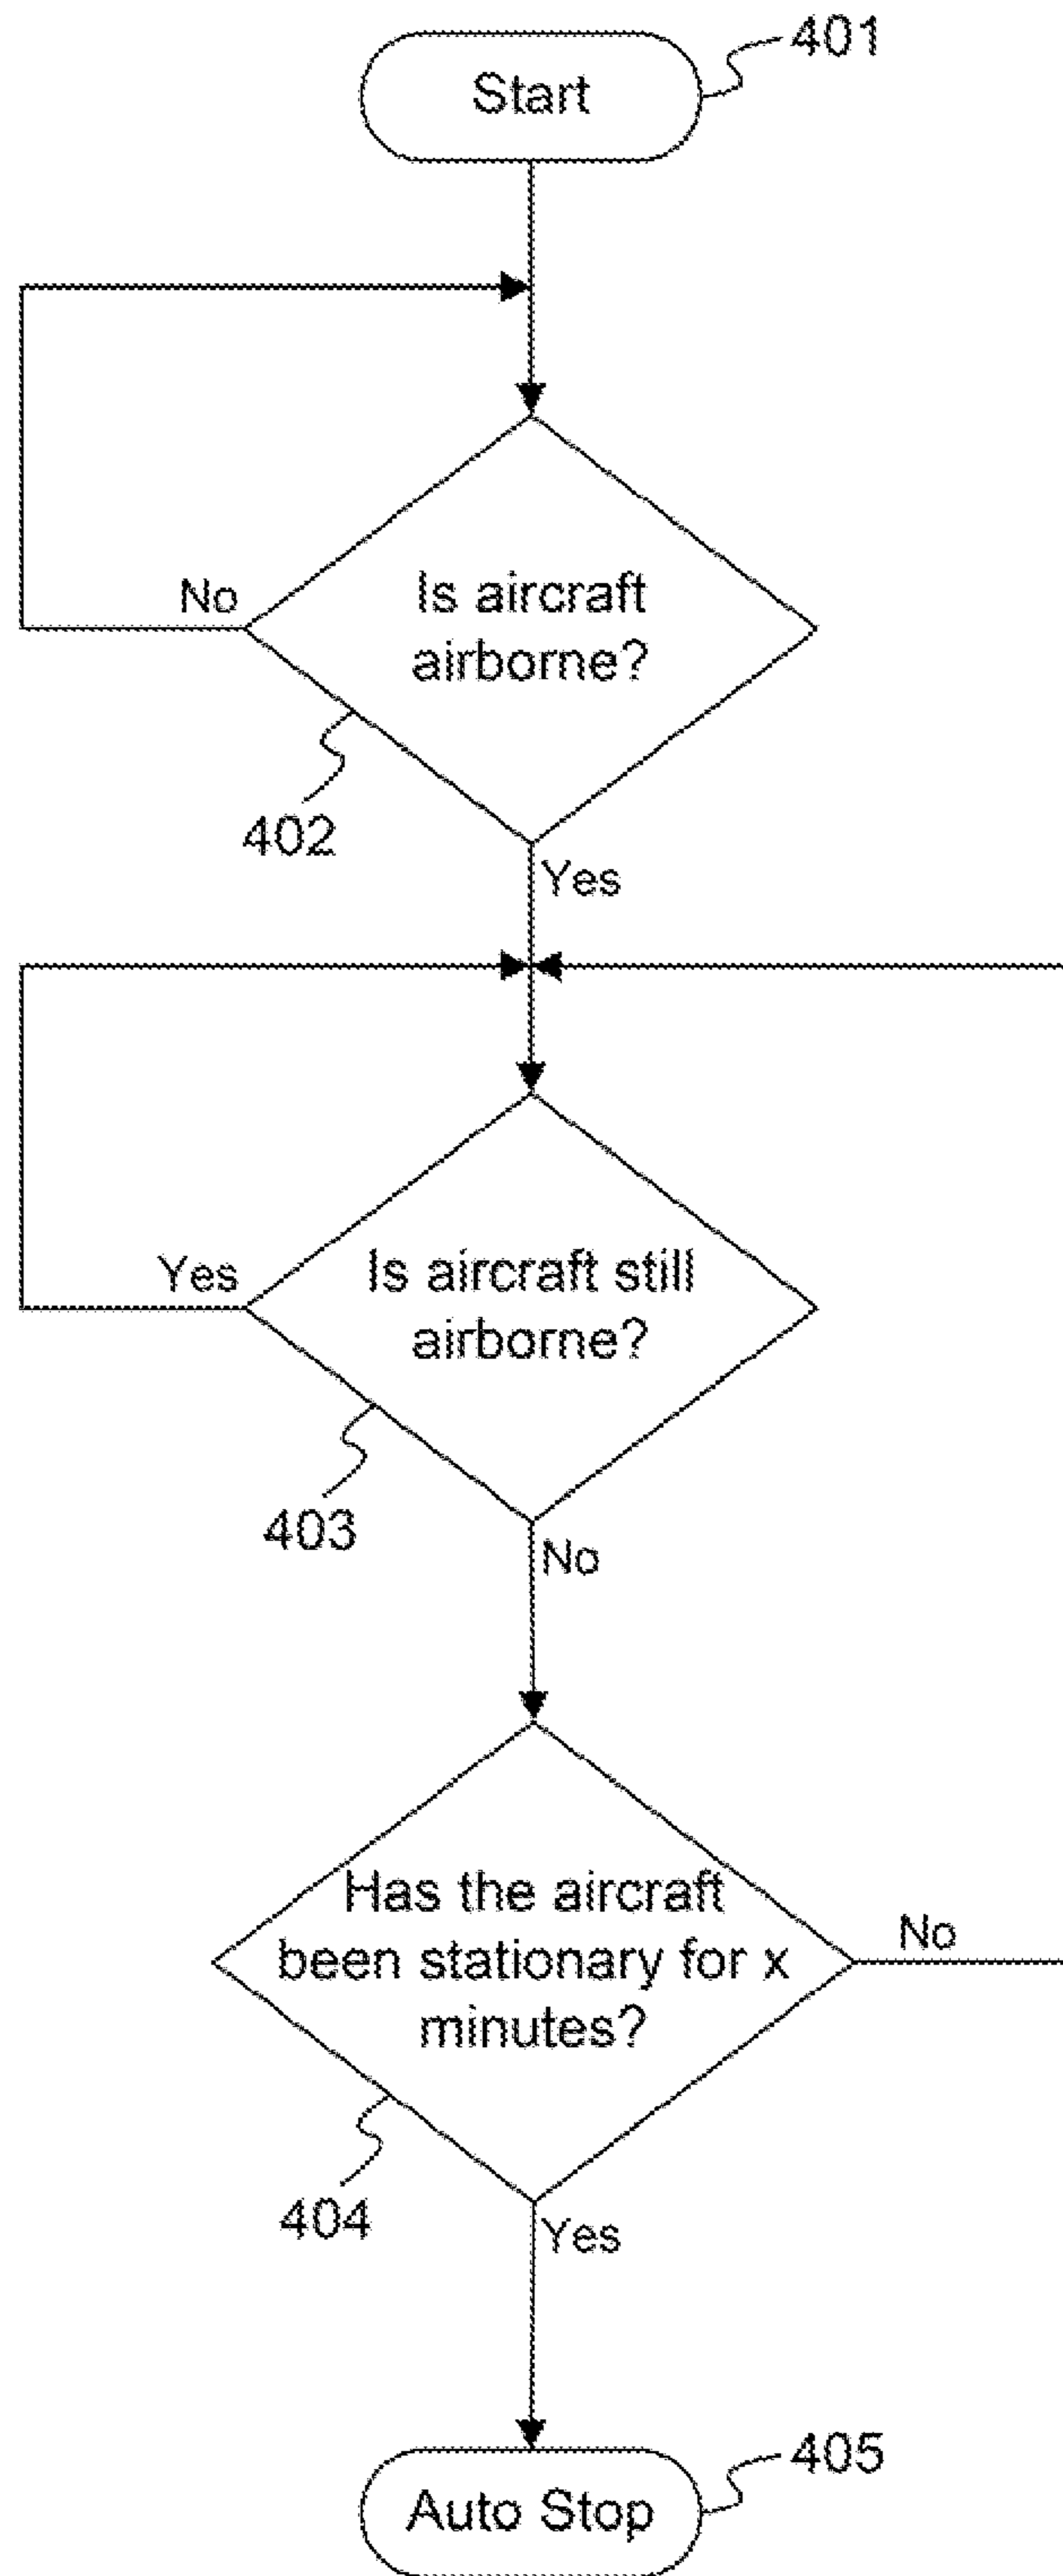 Start
401
Is aircraft
airborne?
No
402
Yes
Is aircraft still
airborne?
Yes
403
No
Has the aircraft
been stationary for x
minutes?
No
404
Yes
Auto Stop
405